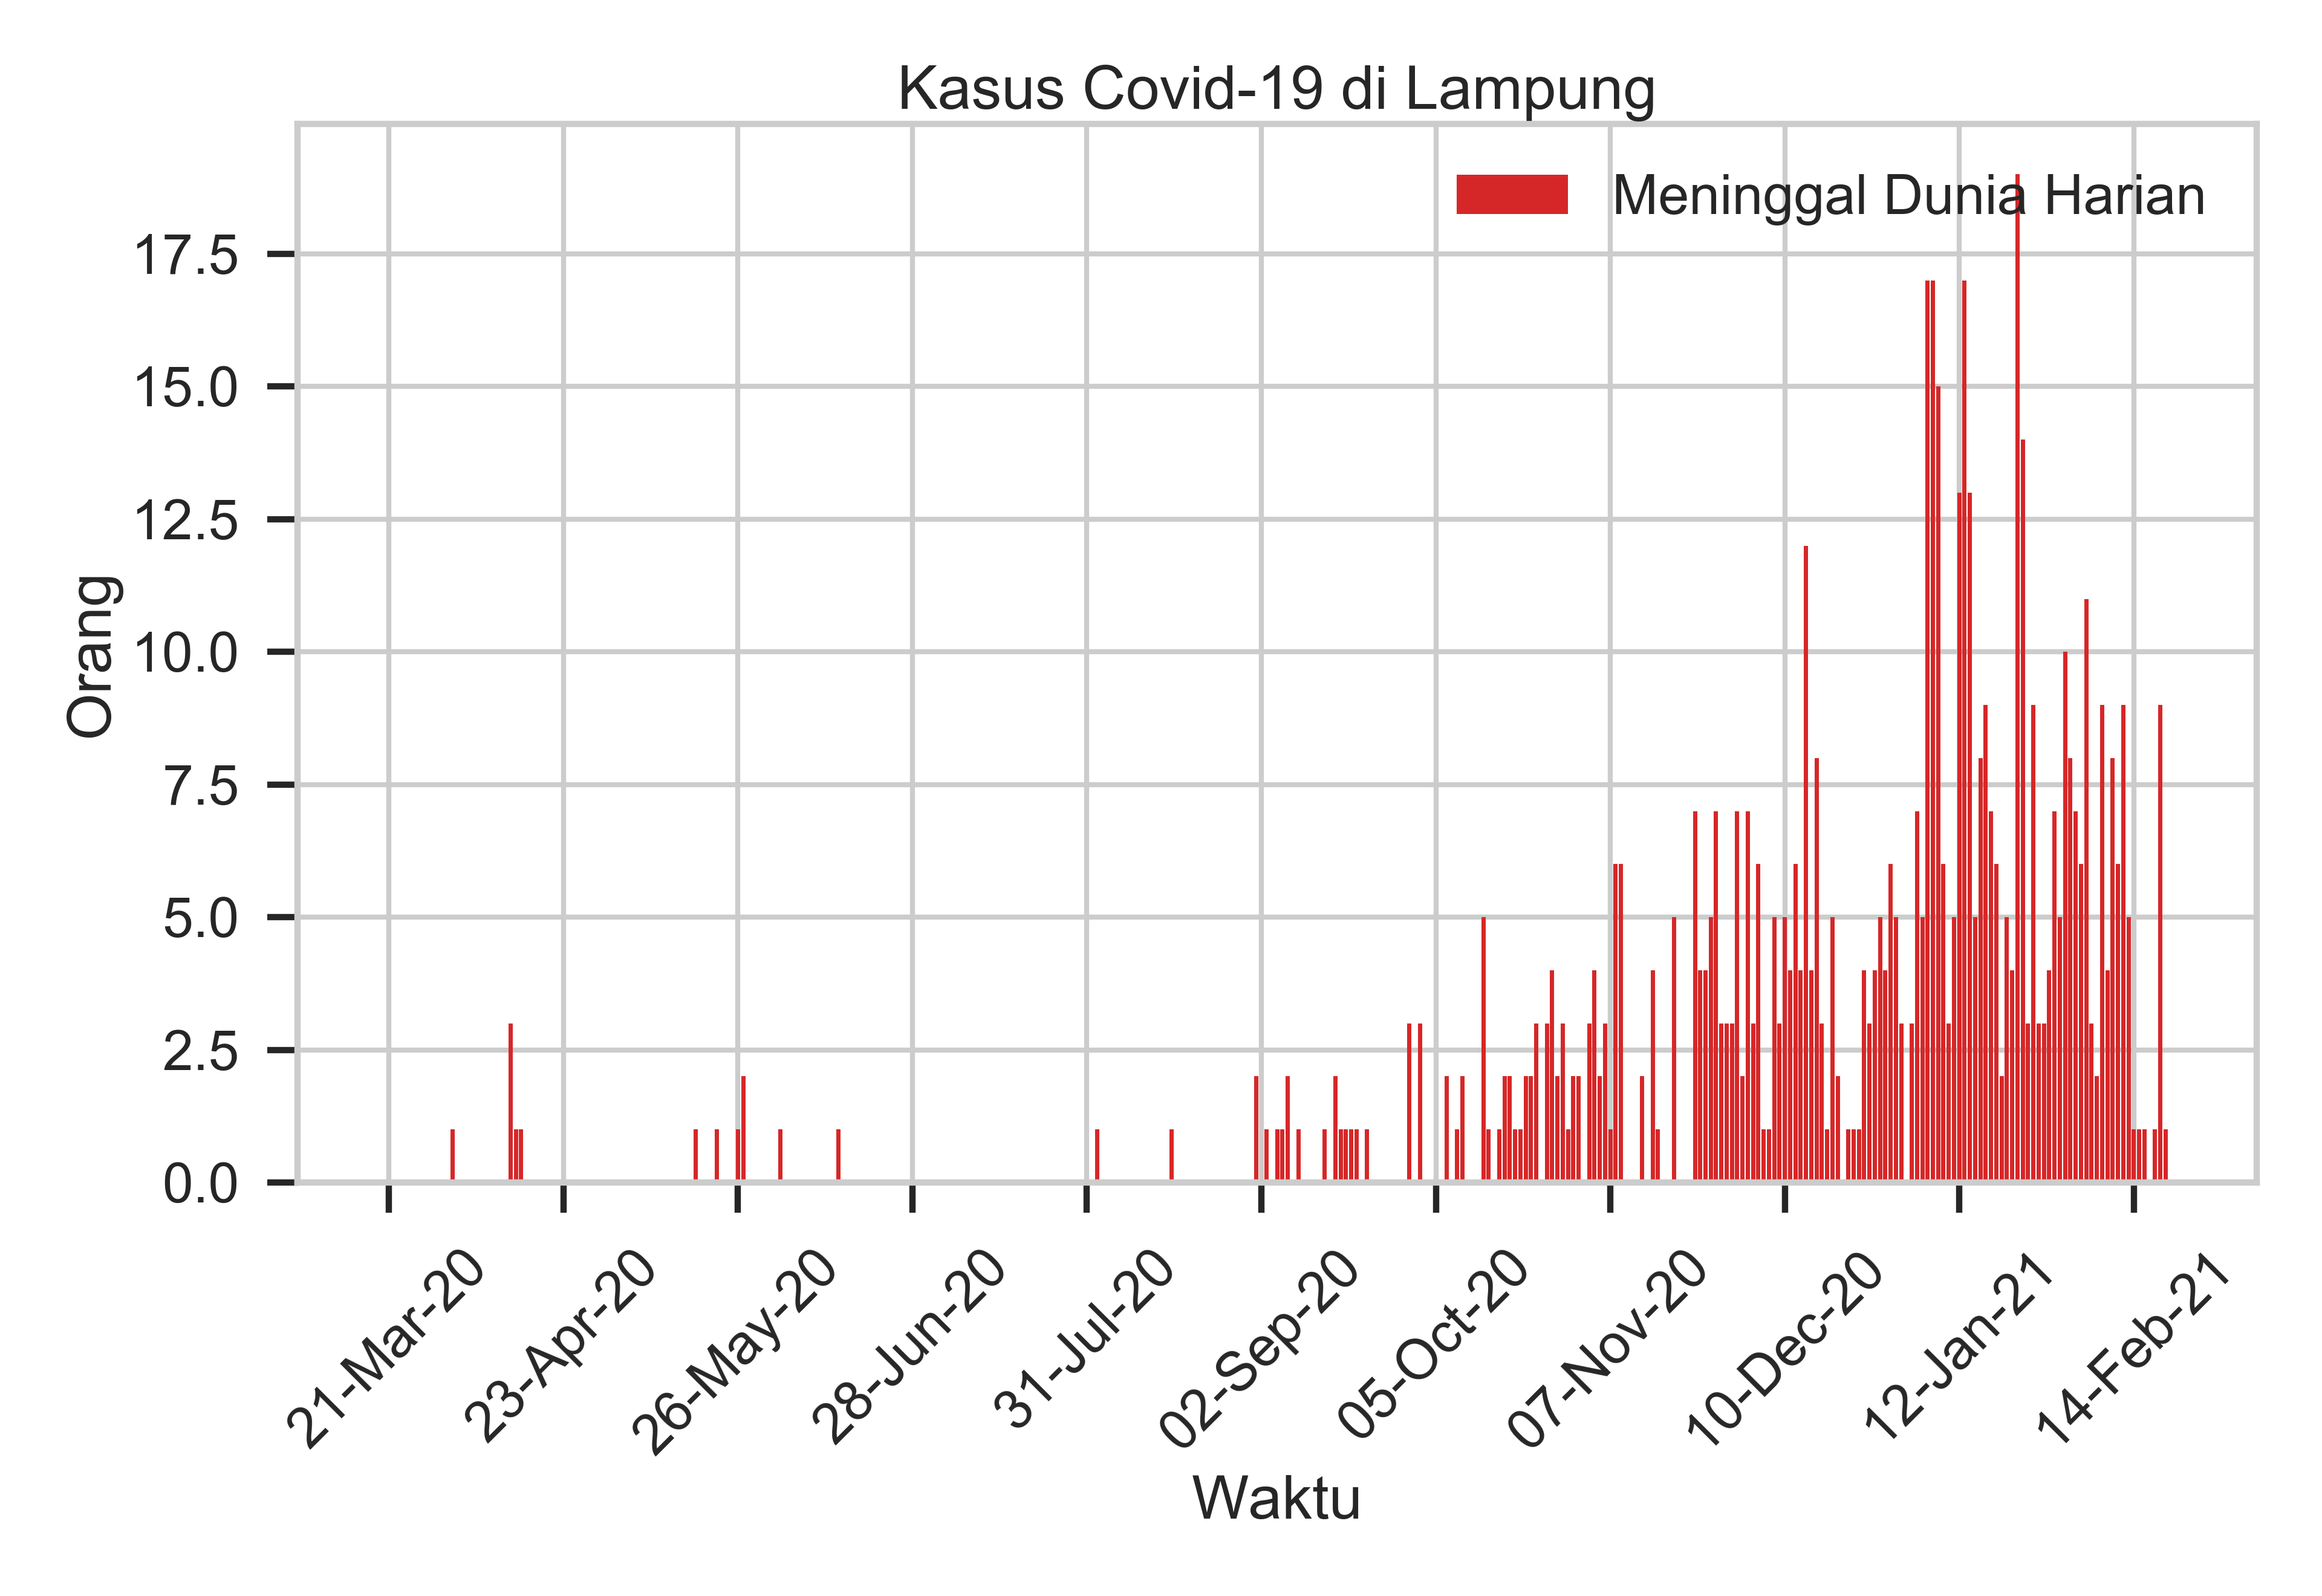 Kasus Covid-19 di Lampung
Meninggal Dunia Harian
17.5
15.0
12.5
10.0
7.5
5.0
2.5
0.0
Orang
21-Mar-20
23-Apr-20
26-May-20
28-Jun-20
31-Jul-20
02-Sep-20
05-Oct-20
07-Nov-20
10-Dec-20
12-Jan-21
14-Feb-21
Waktu